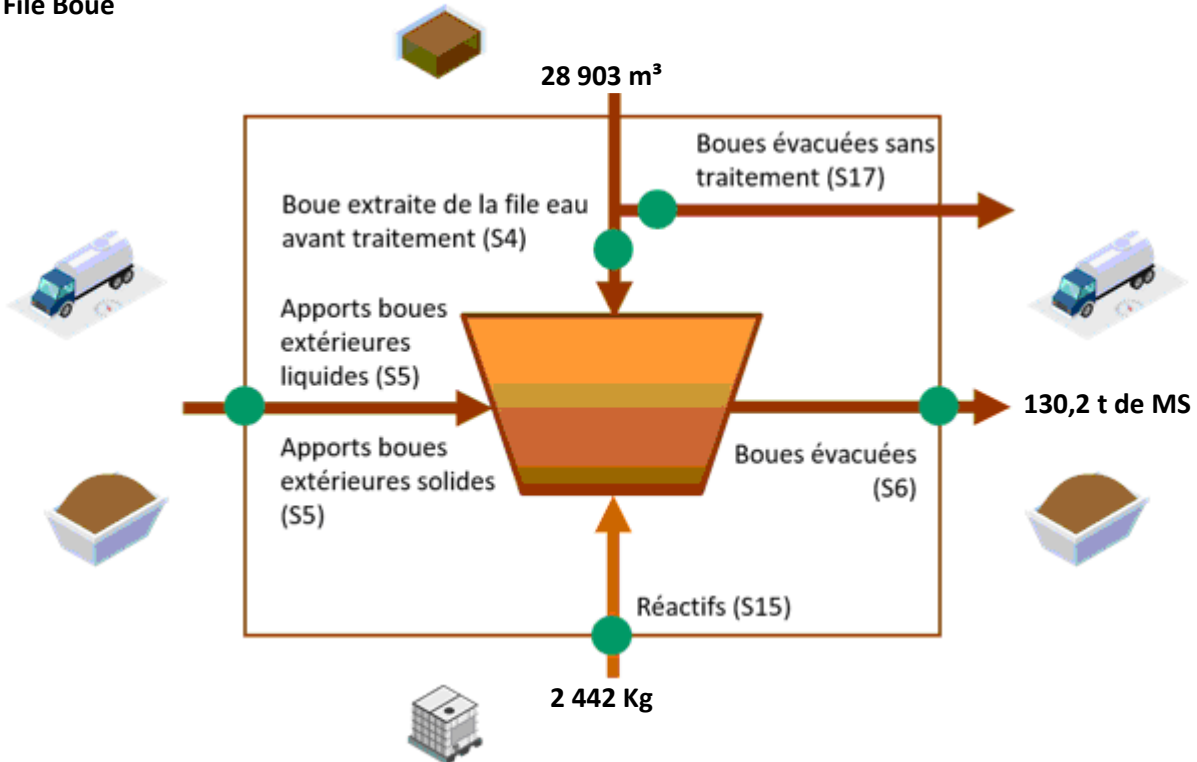 File Boue
28 903 m³
Boues évacuées sans
traitement (S17)
Boue extraite de la file eau
avant traitement (S4)
Apports boues
extérieures
liquides (S5)
130,2 t de MS
Apports boues
extérieures solides
(S5)
Boues évacuées
(S6)
Réactifs (S15)
2 442 Kg